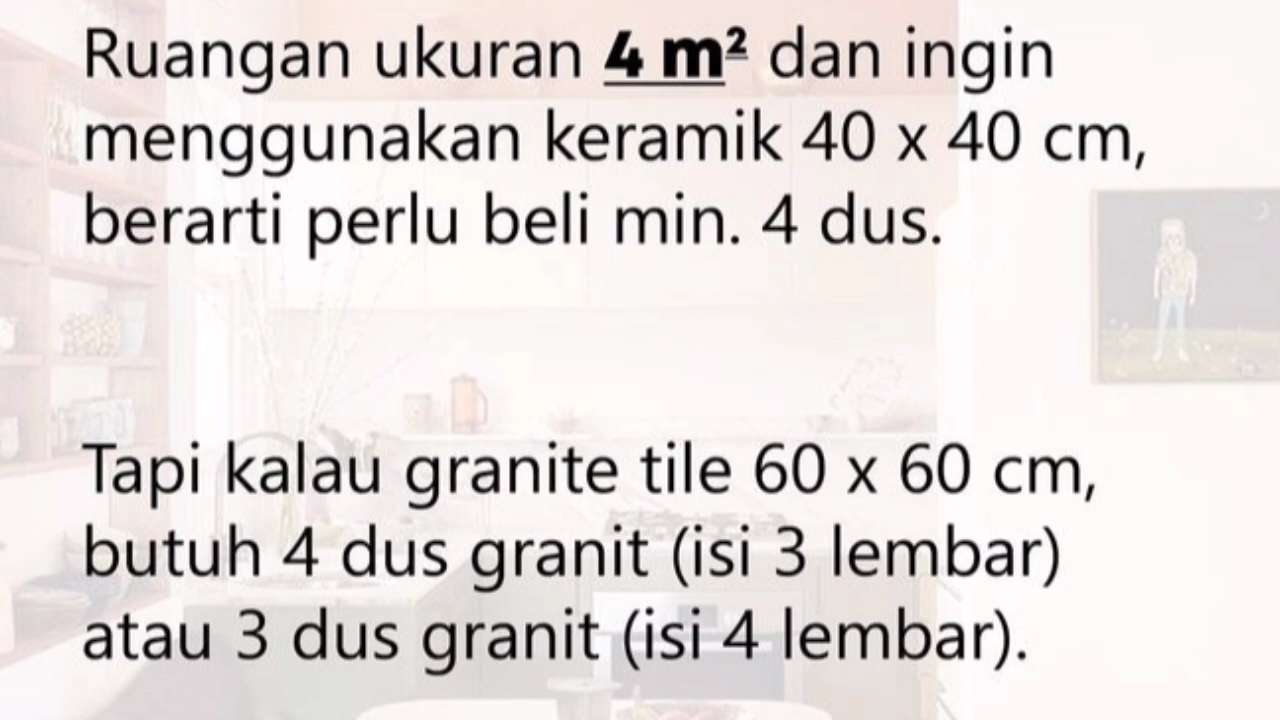 Ruangan ukuran 4 m² dan ingin
menggunakan keramik 40 x 40 cm,
berarti perlu beli min. 4 dus.
Tapi kalau granite tile 60 x 60 cm,
butuh 4 dus granit (isi 3 lembar)
atau 3 dus granit (isi 4 lembar).